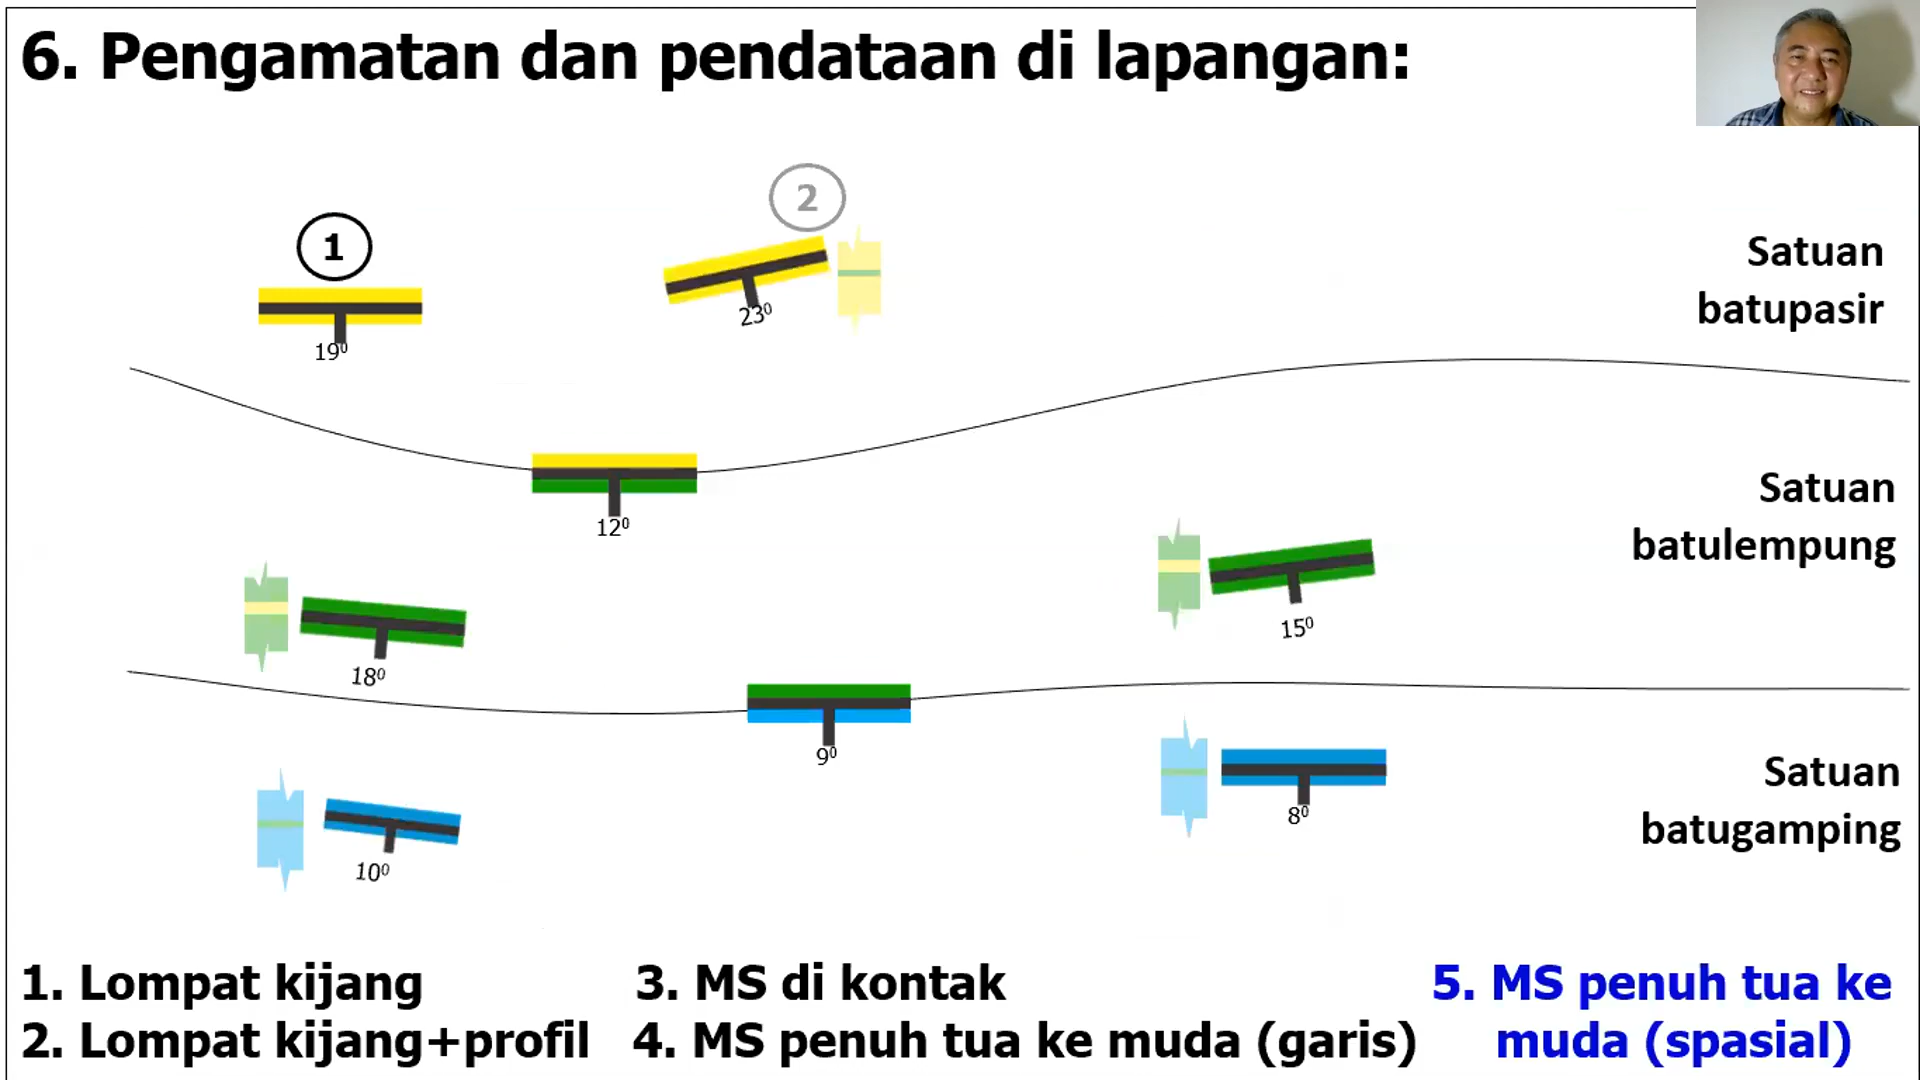 6. Pengamatan dan pendataan di lapangan:
1
2
19⁰
23⁰
Satuan
batupasir
12⁰
Satuan
batulempung
18⁰
15⁰
9⁰
Satuan
batugamping
10⁰
8⁰
1. Lompat kijang
2. Lompat kijang+profil
3. MS di kontak
4. MS penuh tua ke muda (garis)
5. MS penuh tua ke
muda (spasial)